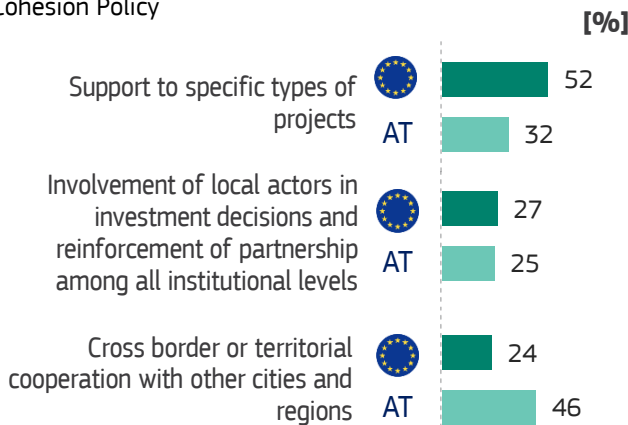 Cohesion Policy
[%]
Support to specific types of
projects
52
AT
32
Involvement of local actors in
investment decisions and
reinforcement of partnership
among all institutional levels
27
AT
25
Cross border or territorial
cooperation with other cities and
regions
24
AT
46